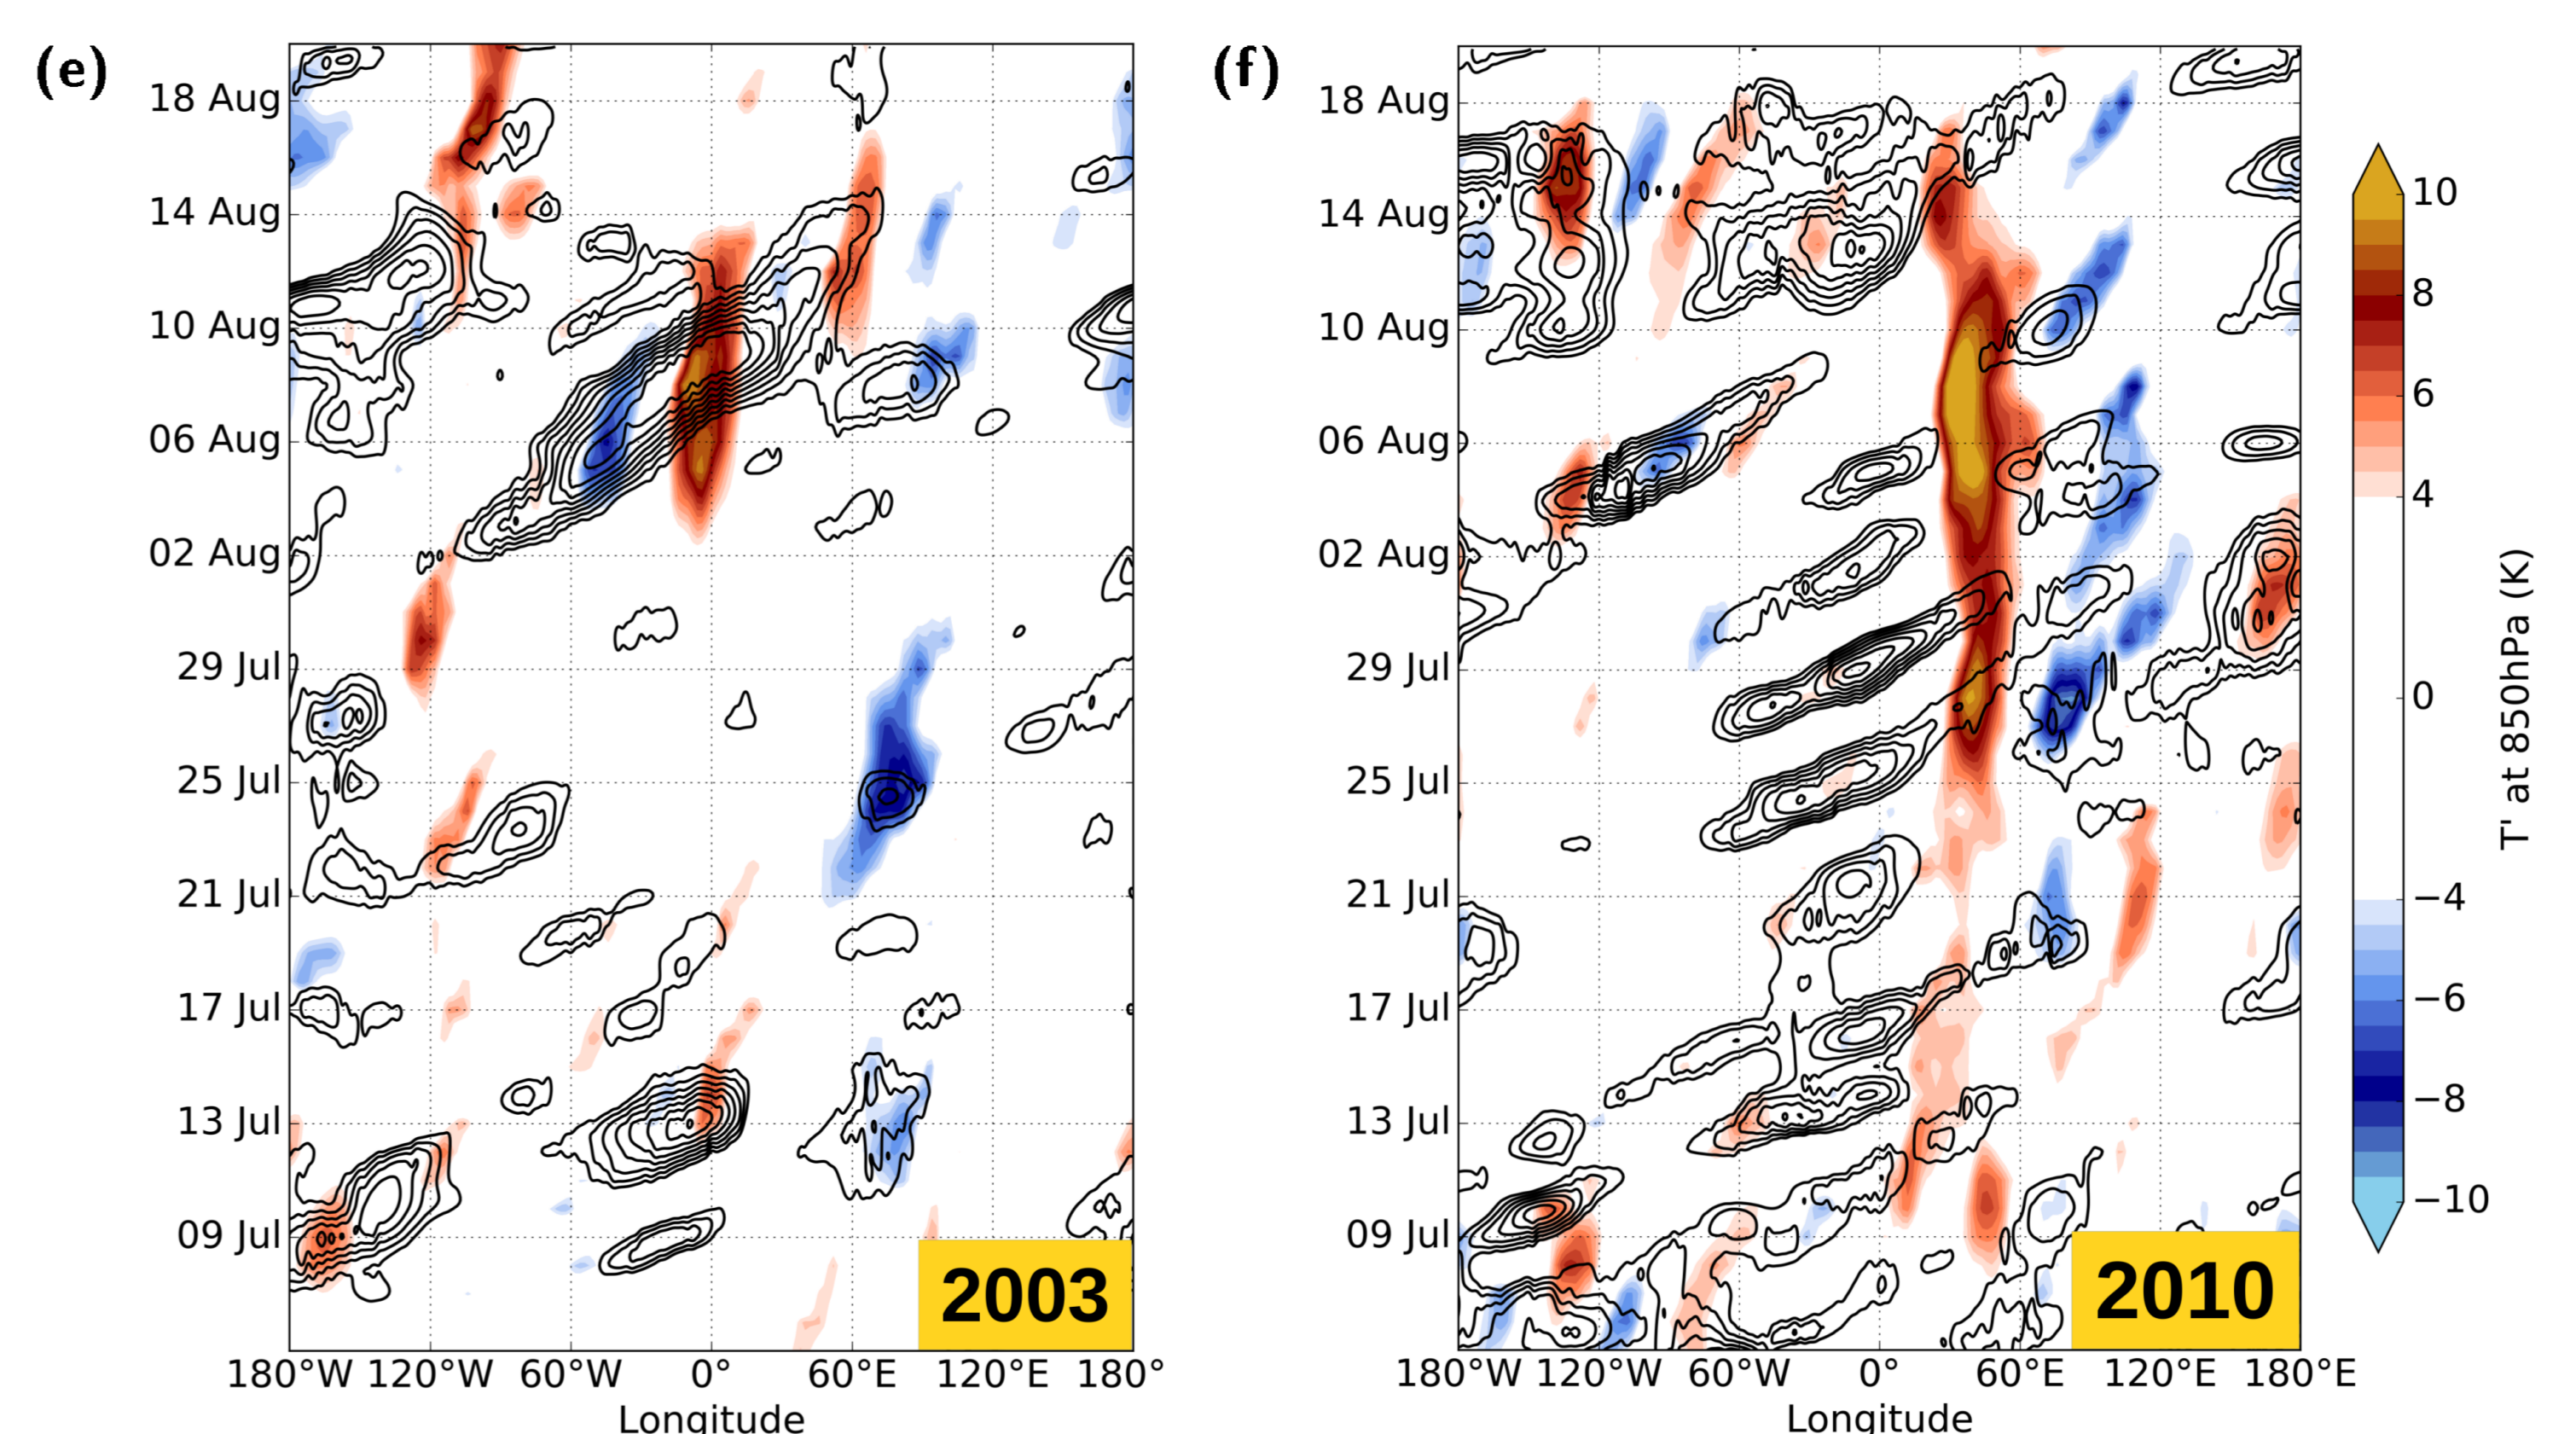 (e)
18 Aug
14 Aug
10 Aug
06 Aug
02 Aug
29 Jul
25 Jul
21 Jul
17 Jul
13 Jul
09 Jul
2003
180°W 120°W 60°W 0° 60°E 120°E 180°
Longitude
(f)
18 Aug
14 Aug
10 Aug
06 Aug
02 Aug
29 Jul
25 Jul
21 Jul
17 Jul
13 Jul
09 Jul
2010
180°W 120°W 60°W 0° 60°E 120°E 180°E
Longitude
10
8
6
4
0
−4
−6
−8
−10
T' at 850hPa (K)